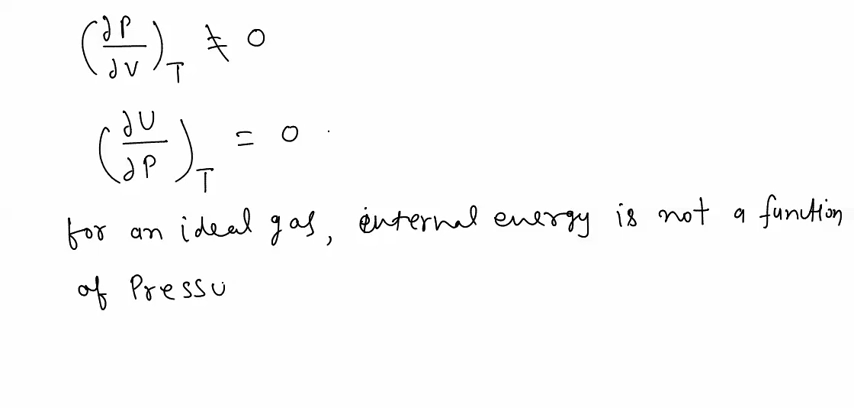 (∂P/∂V)_T ≠ 0
(∂U/∂P)_T = 0
for an ideal gas, internal energy is not a function
of Pressu